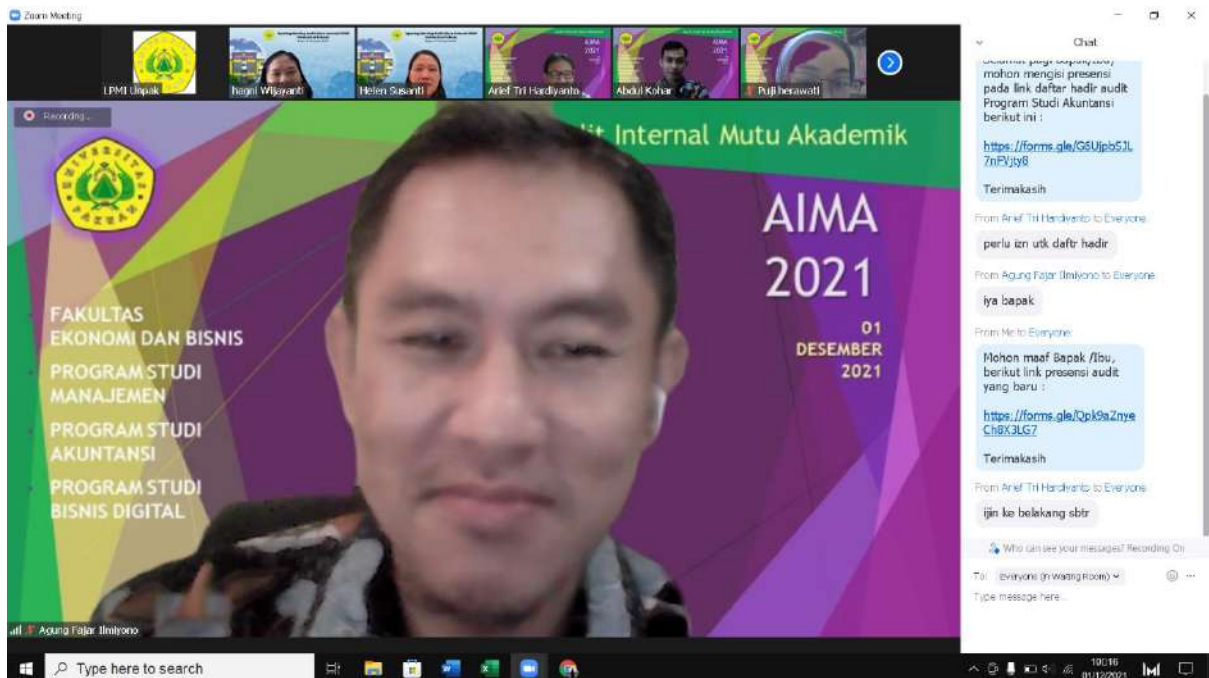 Zoom Meeting
LPMI Unpak
hagni Wijayanti
Helen Susanti
Arief Tri Hardiyanto
Abdul Kohar
Puji herawati
Recording...
UNIVERSITAS
PAKUAN
dit Internal Mutu Akademik
AIMA
2021
01
DESEMBER
2021
FAKULTAS
EKONOMI DAN BISNIS
PROGRAM STUDI
MANAJEMEN
PROGRAM STUDI
AKUNTANSI
PROGRAM STUDI
BISNIS DIGITAL
Agung Fajar Ilmiyono
Chat
mohon mengisi presensi
pada link daftar hadir audit
Program Studi Akuntansi
berikut ini :
Terimakasih
From Arief Tri Hardiyanto to Everyone
perlu izn utk daftr hadir
From Agung Fajar Ilmiyono to Everyone
iya bapak
From Me to Everyone
Mohon maaf Bapak /Ibu,
berikut link presensi audit
yang baru :
https://forms.gle/Qpk9aZnye
Ch8X3LG7
Terimakasih
From Arief Tri Hardiyanto to Everyone
ijin ke belakang sbtr
Who can see your messages? Recording On
To: Everyone (in Waiting Room)
Type message here...
Type here to search
10:16
01/12/2021